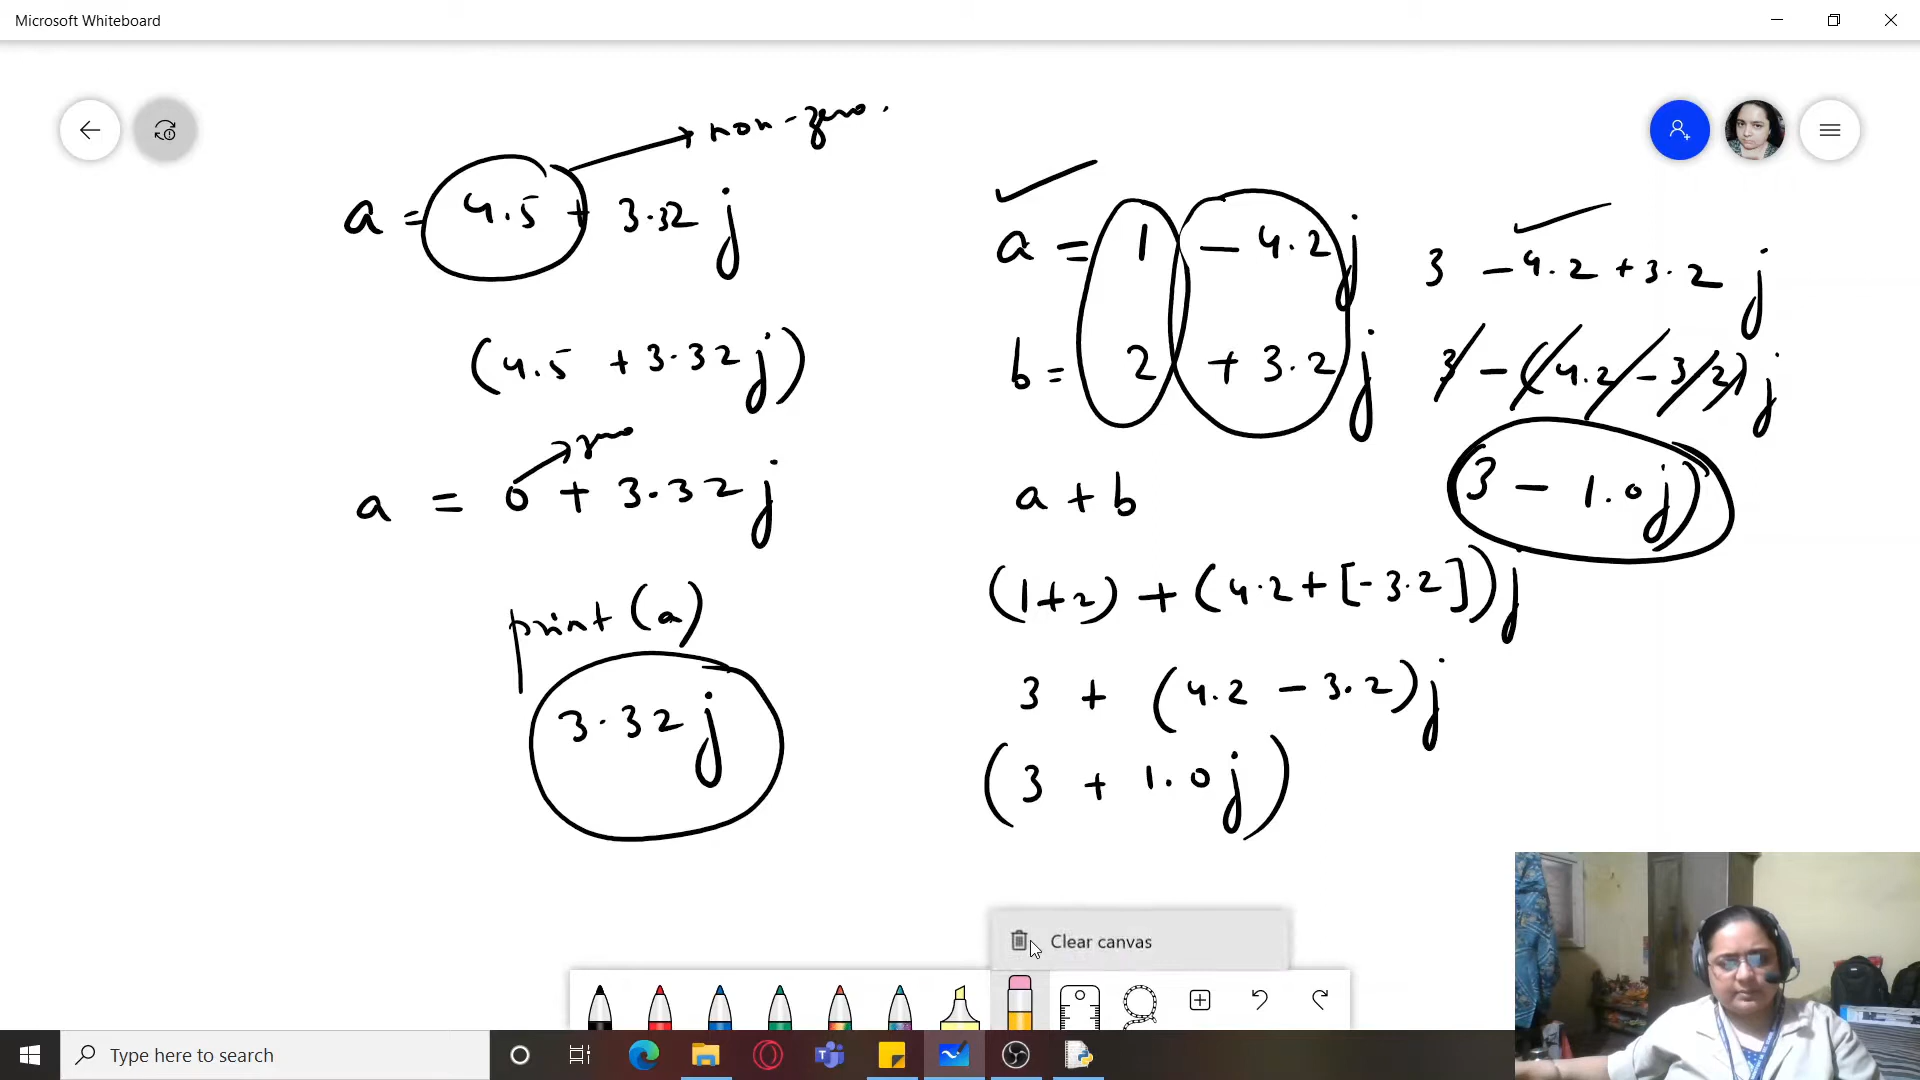 Microsoft Whiteboard
non-zero.
a = 4.5 + 3.32 j
(4.5 + 3.32 j)
zero
a = 0 + 3.32 j
print (a)
3.32 j
a = 1 - 4.2 j
b = 2 + 3.2 j
a + b
(1+2) + (4.2 + [-3.2]) j
3 + (4.2 - 3.2) j
(3 + 1.0 j)
3 - 4.2 + 3.2 j
3 - (4.2 - 3.2) j
(3 - 1.0 j)
Clear canvas
Type here to search